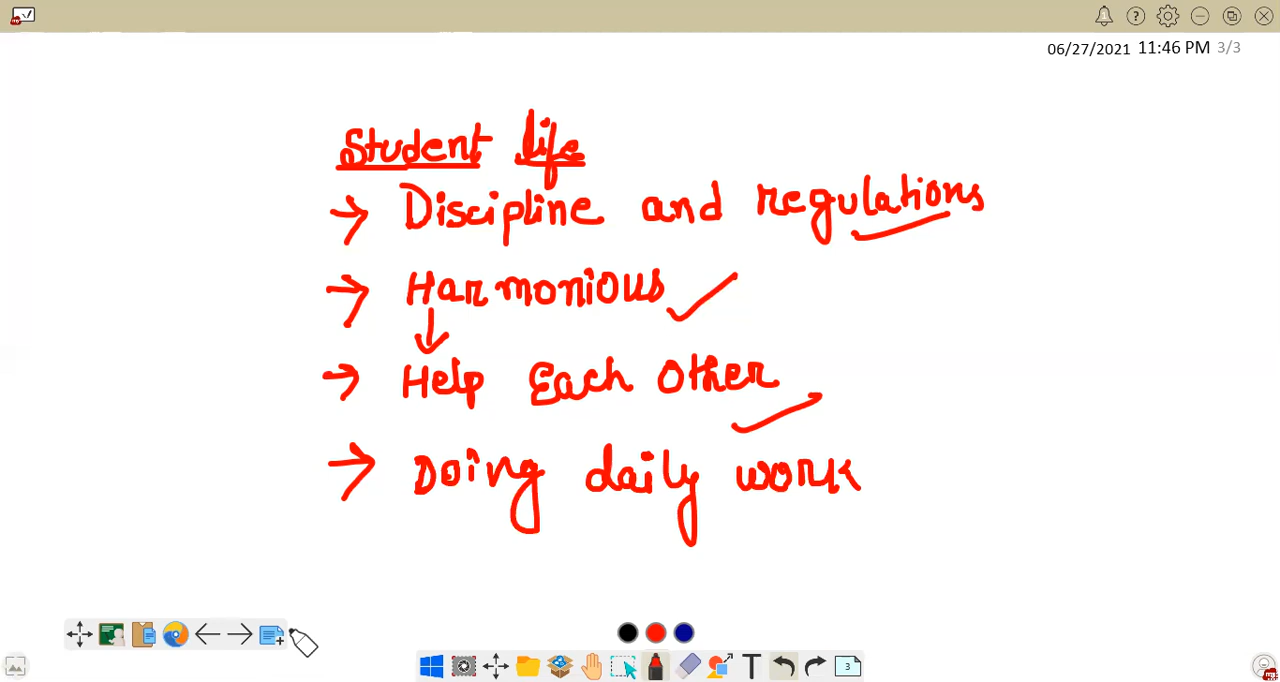 06/27/2021 11:46 PM 3/3
Student life
→ Discipline and regulations
→ Harmonious
→ Help Each Other
→ Doing daily work
3